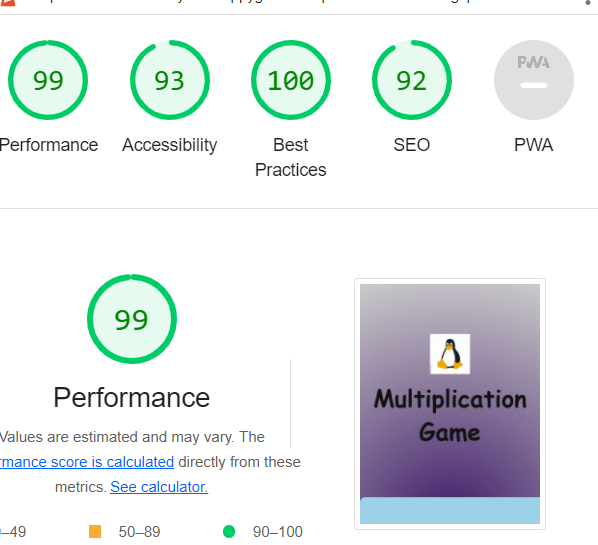 99
93
100
92
PWA
Performance
Accessibility
Best
Practices
SEO
PWA
99
Performance
Values are estimated and may vary. The
rmance score is calculated directly from these
metrics. See calculator.
–49
50–89
90–100
Multiplication
Game